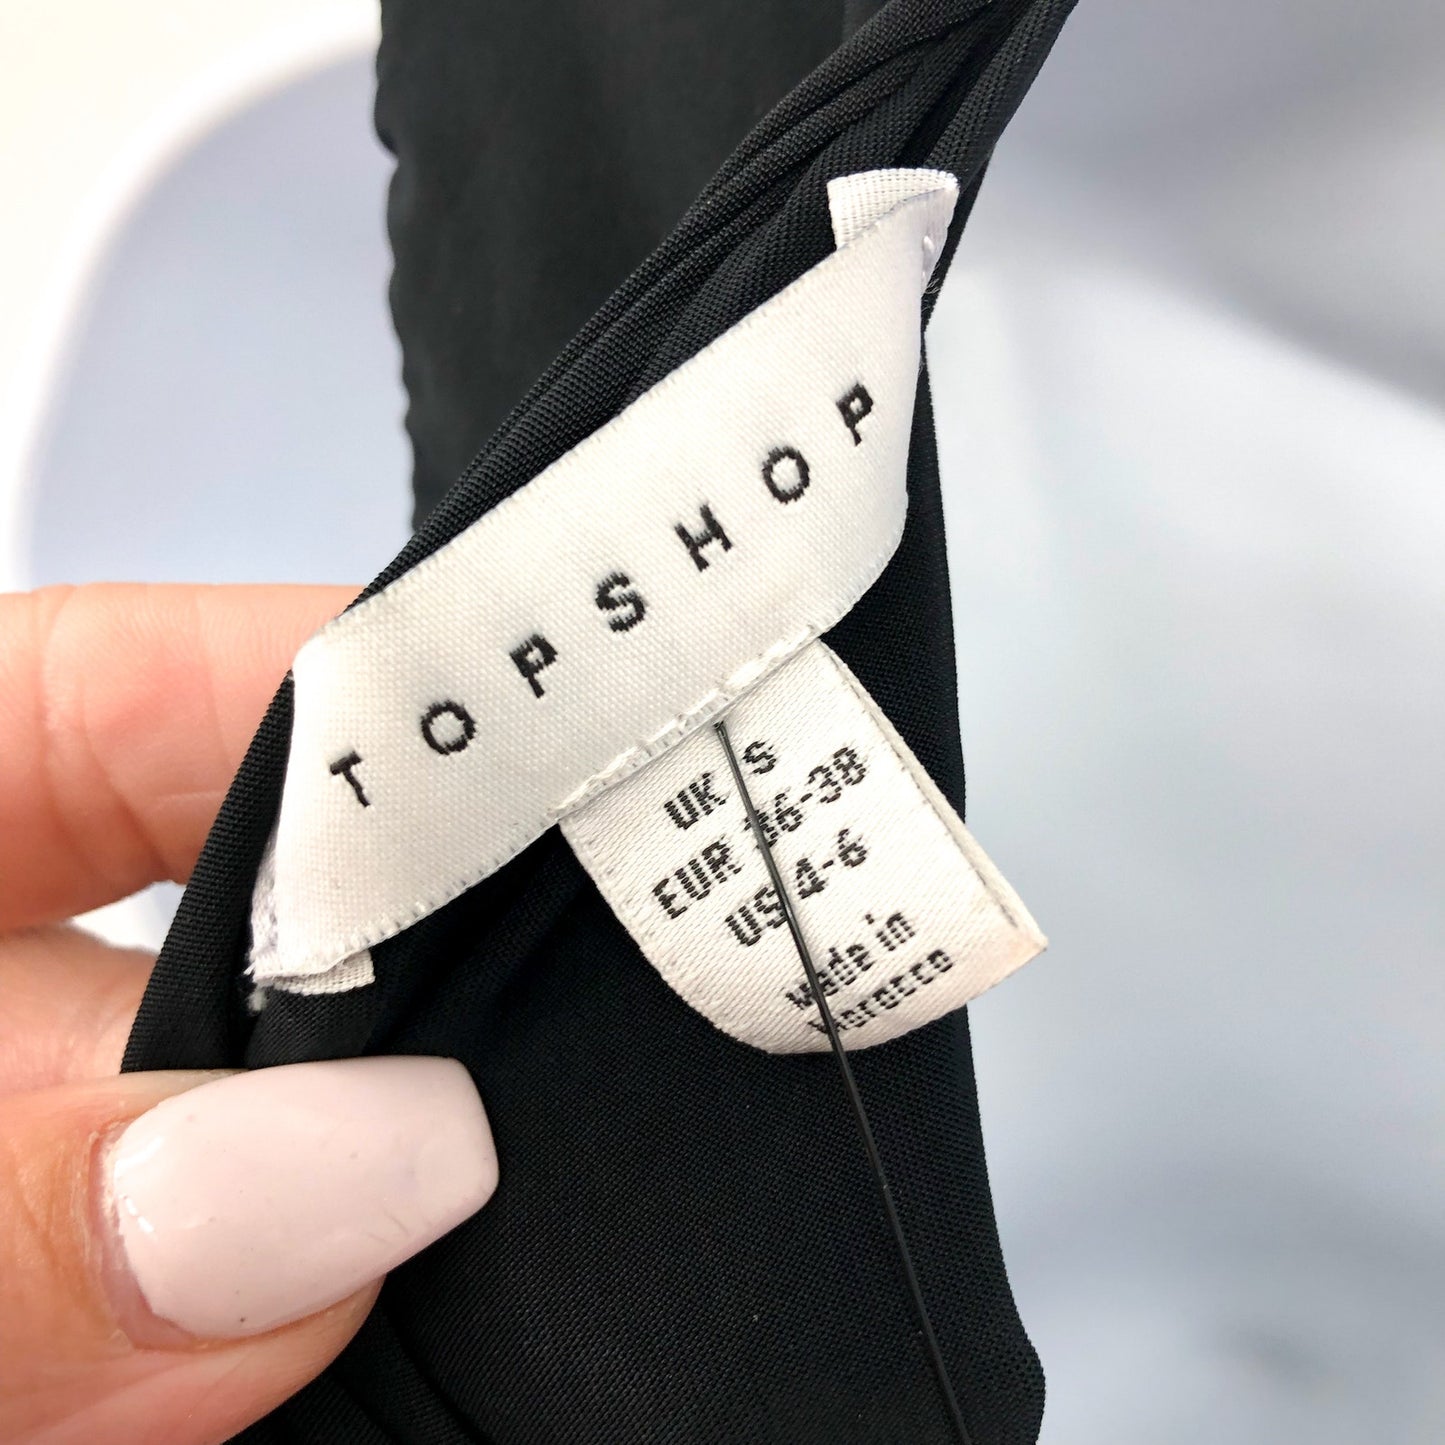 TOPSHOP
UK S
EUR 36-38
US 4-6
Made in
Morocco